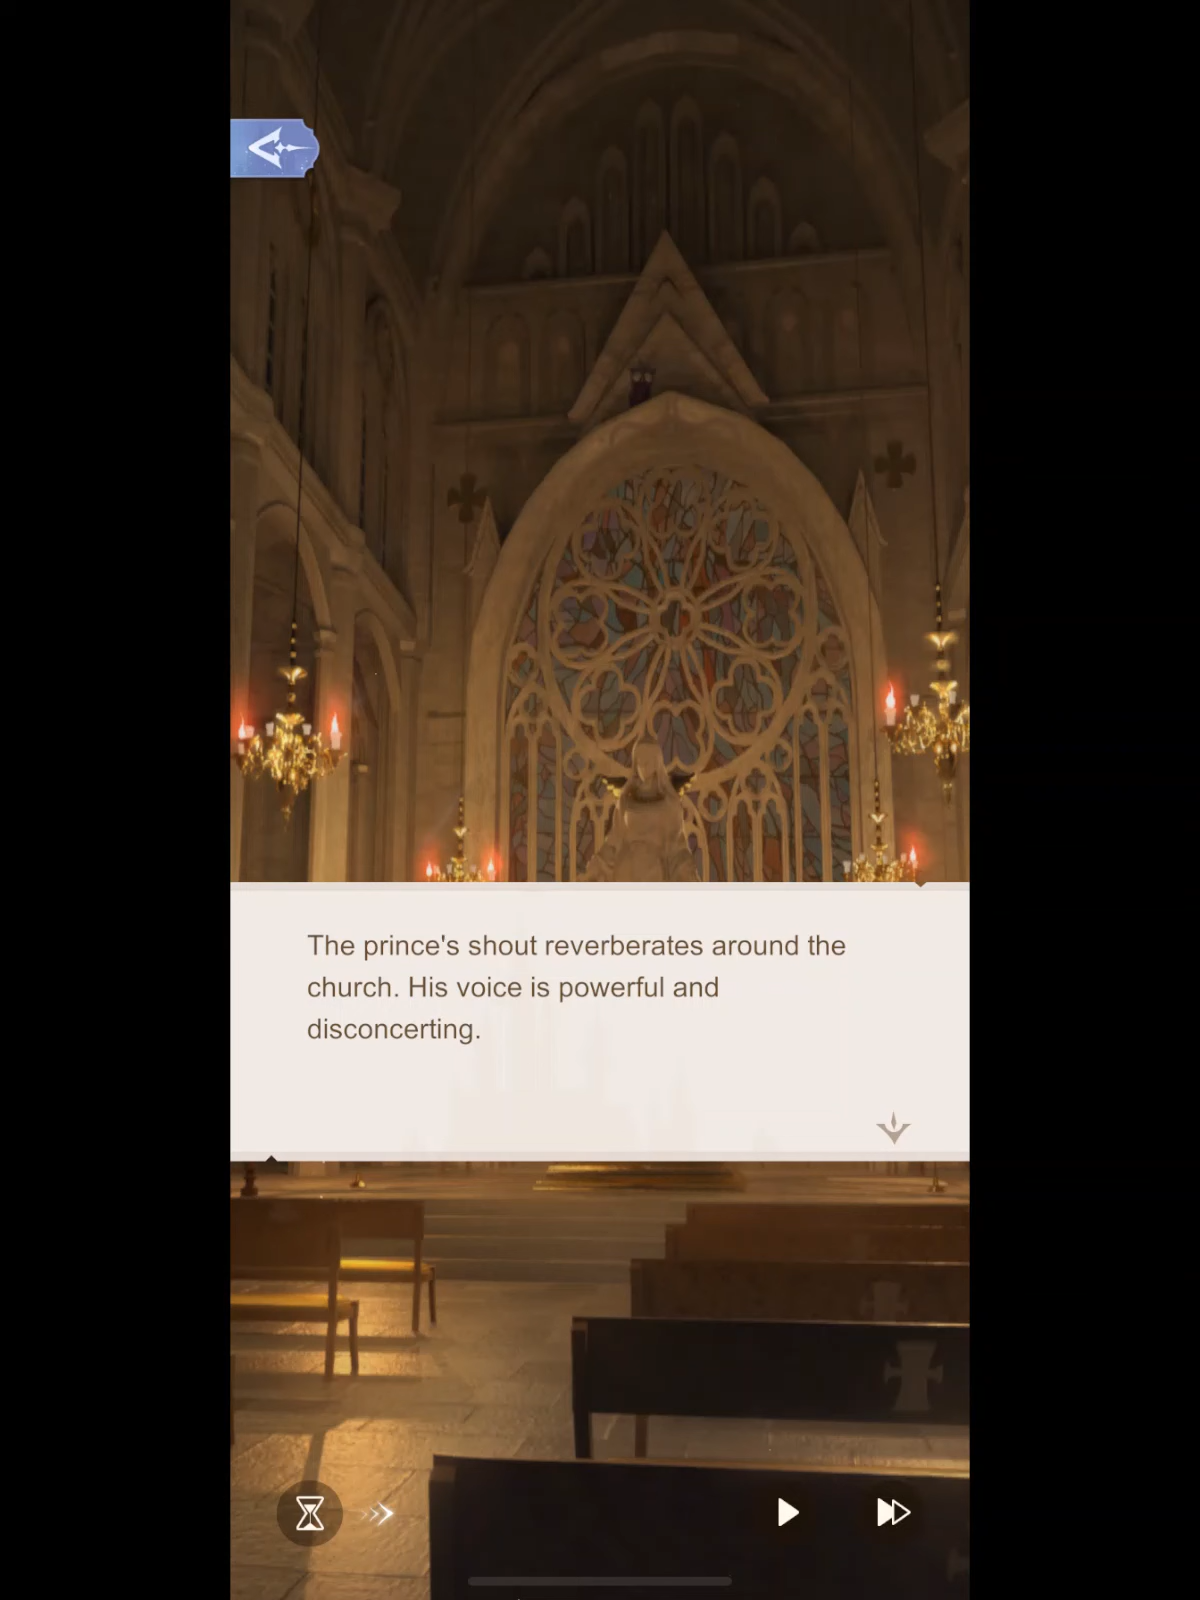 The prince's shout reverberates around the
church. His voice is powerful and
disconcerting.